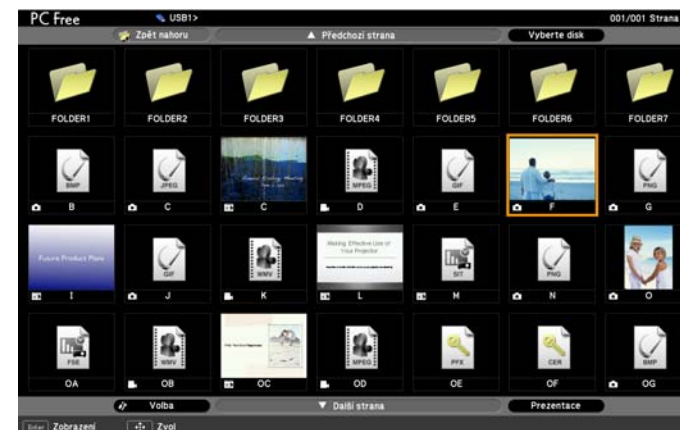 PC Free USB1> 001/001 Strana
Zpět nahoru Předchozí strana Vyberte disk
FOLDER1 FOLDER2 FOLDER3 FOLDER4 FOLDER5 FOLDER6 FOLDER7
BMP JPEG MPEG GIF PNG
B C C D E F G
Future Product Plans GIF WMV Making Effective Use of Your Projector SIT PNG
I J K L M N O
FSE WMV MPEG PFX CER BMP
OA OB OC OD OE OF OG
Volba Další strana Prezentace
Enter Zobrazení Zvol